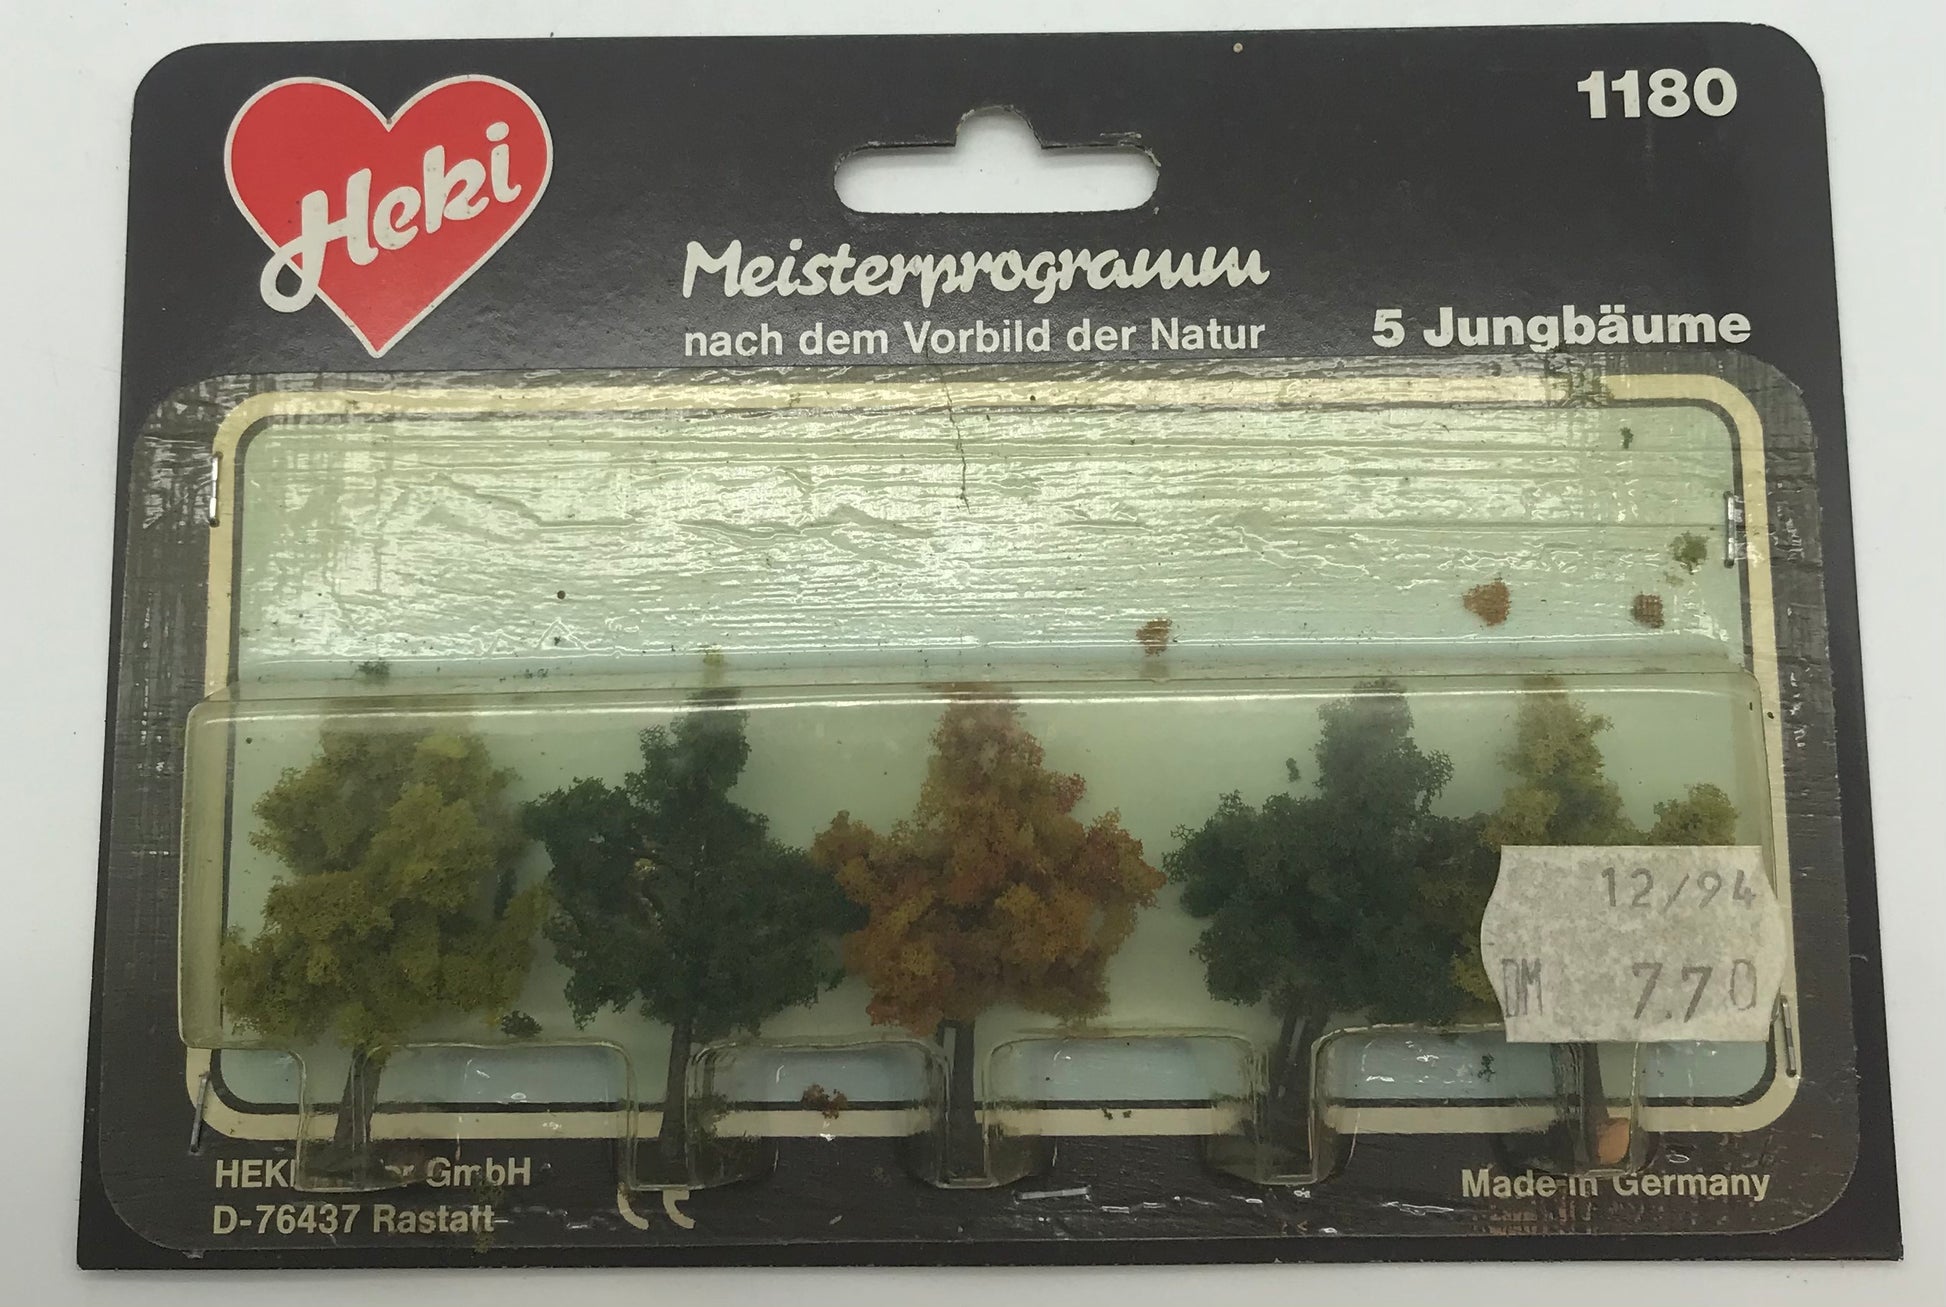 Heki
1180
Meisterprogramm
nach dem Vorbild der Natur
5 Jungbäume
12/94
DM 7.70
HEKI GmbH
D-76437 Rastatt
Made in Germany